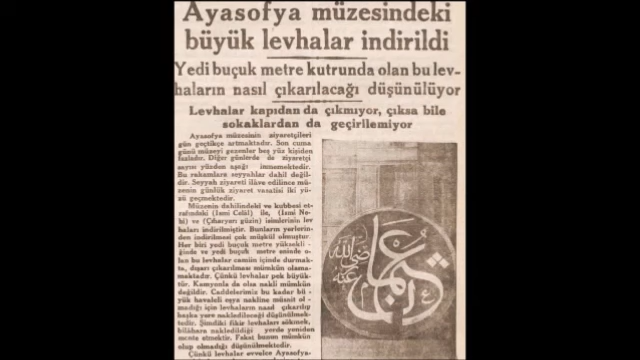 Ayasofya müzesindeki
büyük levhalar indirildi
Yedi buçuk metre kutrunda olan bu lev-
haların nasıl çıkarılacağı düşünülüyor
Levhalar kapıdan da çıkmıyor, çıksa bile
sokaklardan da geçirilemiyor
Ayasofya müzesinin ziyaretçileri
gün geçtikçe artmaktadır. Son cuma
günü müzeyi gezenler beş yüz kişiden
fazladır. Diğer günlerde de ziyaretçi
sayısı yüzden aşağı inmemektedir.
Bu rakamlara seyyahlar dahil değil-
dir. Seyyah ziyareti ilâve edilince mü-
zenin günlük ziyaret vasatisi iki yü-
zü geçmektedir.
Müzenin dahilindeki ve kubbesi et-
rafındaki (İsmi Celâl) ile, (İsmi Ne-
bî) ve (Çiharyarı güzin) isimlerinin lev
haları indirilmiştir. Bunların yerlerin-
den indirilmesi çok müşkül olmuştur.
Her biri yedi buçuk metre yüksekli -
ğinde ve yedi buçuk metre eninde o-
lan bu levhalar camiin içinde durmak-
ta, dışarı çıkarılması mümkün olama-
maktadır. Çünkü levhalar pek büyük-
tür. Kamyonla da olsa nakli mümkün
değildir. Caddelerimiz bu kadar bü -
yük havaleli eşya nakline müsait ol-
madığı için levhaların nasıl çıkarılıp
başka yere nakledileceği düşünülmek-
tedir. Şimdiki fikir levhaları sökmek,
bilâhara nakledildiği yerde yeniden
monte etmektir. Fakat bunun mümkün
olup olmadığı düşünülmektedir.
Çünkü levhalar evvelce Ayasofya-
عثمان
رضي الله
عنه